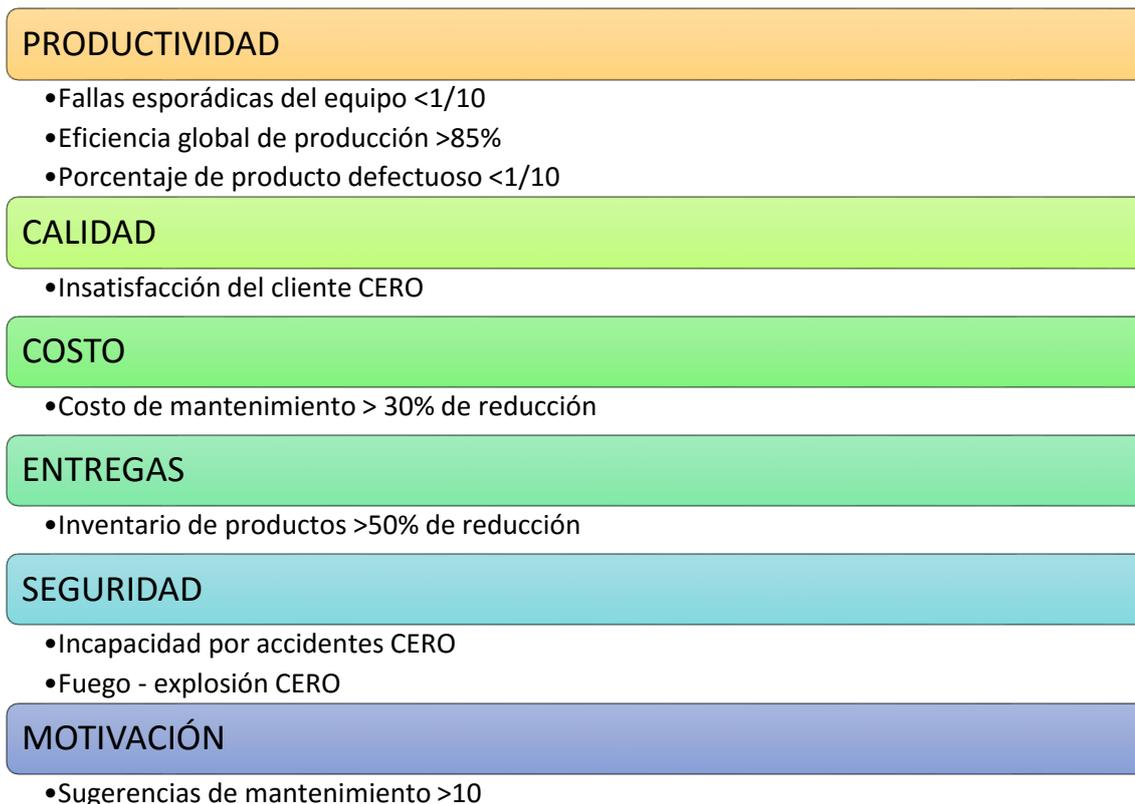 PRODUCTIVIDAD
•Fallas esporádicas del equipo <1/10
•Eficiencia global de producción >85%
•Porcentaje de producto defectuoso <1/10
CALIDAD
•Insatisfacción del cliente CERO
COSTO
•Costo de mantenimiento > 30% de reducción
ENTREGAS
•Inventario de productos >50% de reducción
SEGURIDAD
•Incapacidad por accidentes CERO
•Fuego - explosión CERO
MOTIVACIÓN
•Sugerencias de mantenimiento >10